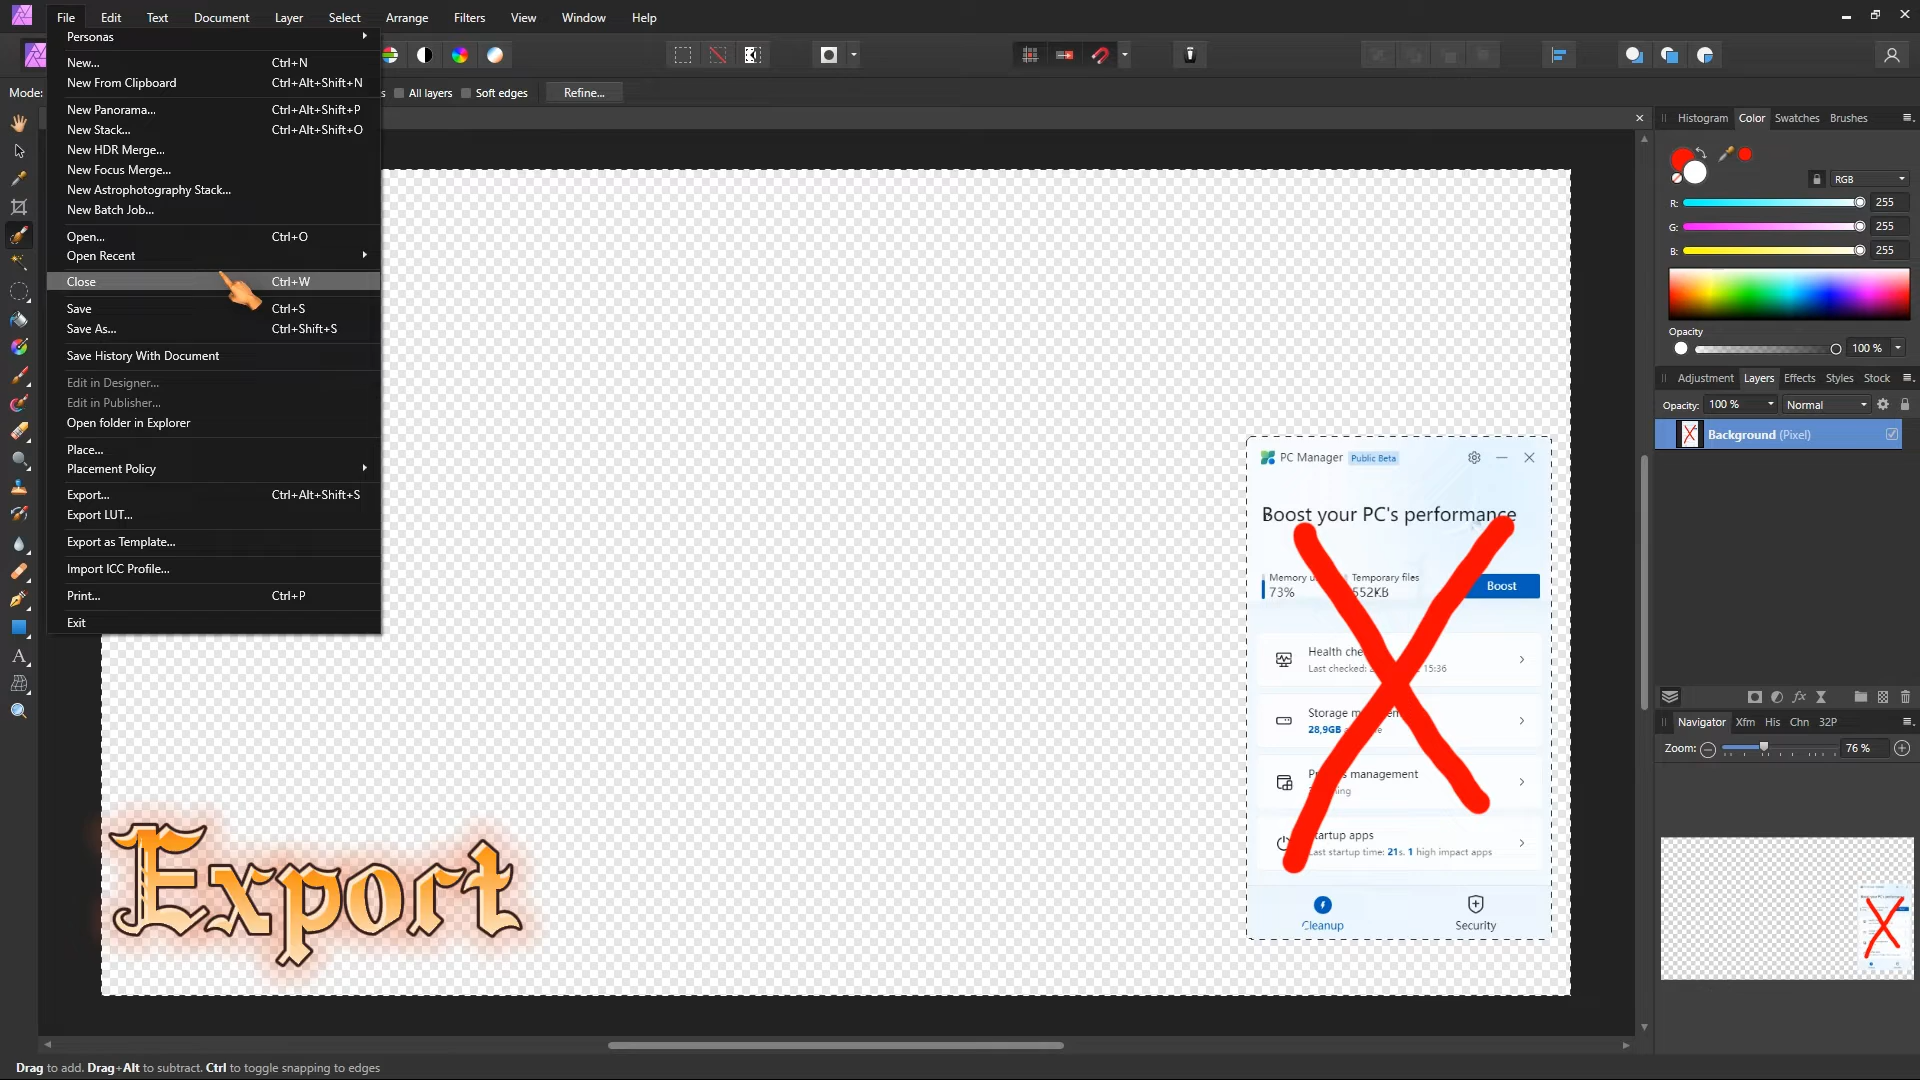 File Edit Text Document Layer Select Arrange Filters View Window Help
Personas
New... Ctrl+N
New From Clipboard Ctrl+Alt+Shift+N
New Panorama... Ctrl+Alt+Shift+P
New Stack... Ctrl+Alt+Shift+O
New HDR Merge...
New Focus Merge...
New Astrophotography Stack...
New Batch Job...
Open... Ctrl+O
Open Recent
Close Ctrl+W
Save Ctrl+S
Save As... Ctrl+Shift+S
Save History With Document
Edit in Designer...
Edit in Publisher...
Open folder in Explorer
Place...
Placement Policy
Export... Ctrl+Alt+Shift+S
Export LUT...
Export as Template...
Import ICC Profile...
Print... Ctrl+P
Exit
Mode: All layers Soft edges Refine...
Histogram Color Swatches Brushes
RGB
R: 255
G: 255
B: 255
Opacity
100 %
Adjustment Layers Effects Styles Stock
Opacity: 100 % Normal
Background (Pixel)
Navigator Xfm His Chn 32P
Zoom: 76 %
PC Manager Public Beta
Boost your PC's performance
Memory Temporary files
73% 552KB
Boost
Health
Last checked: 15:36
Storage
28,9GB
management
Startup apps
Last startup time: 21s. 1 high impact apps
Cleanup Security
Export
Drag to add. Drag+Alt to subtract. Ctrl to toggle snapping to edges